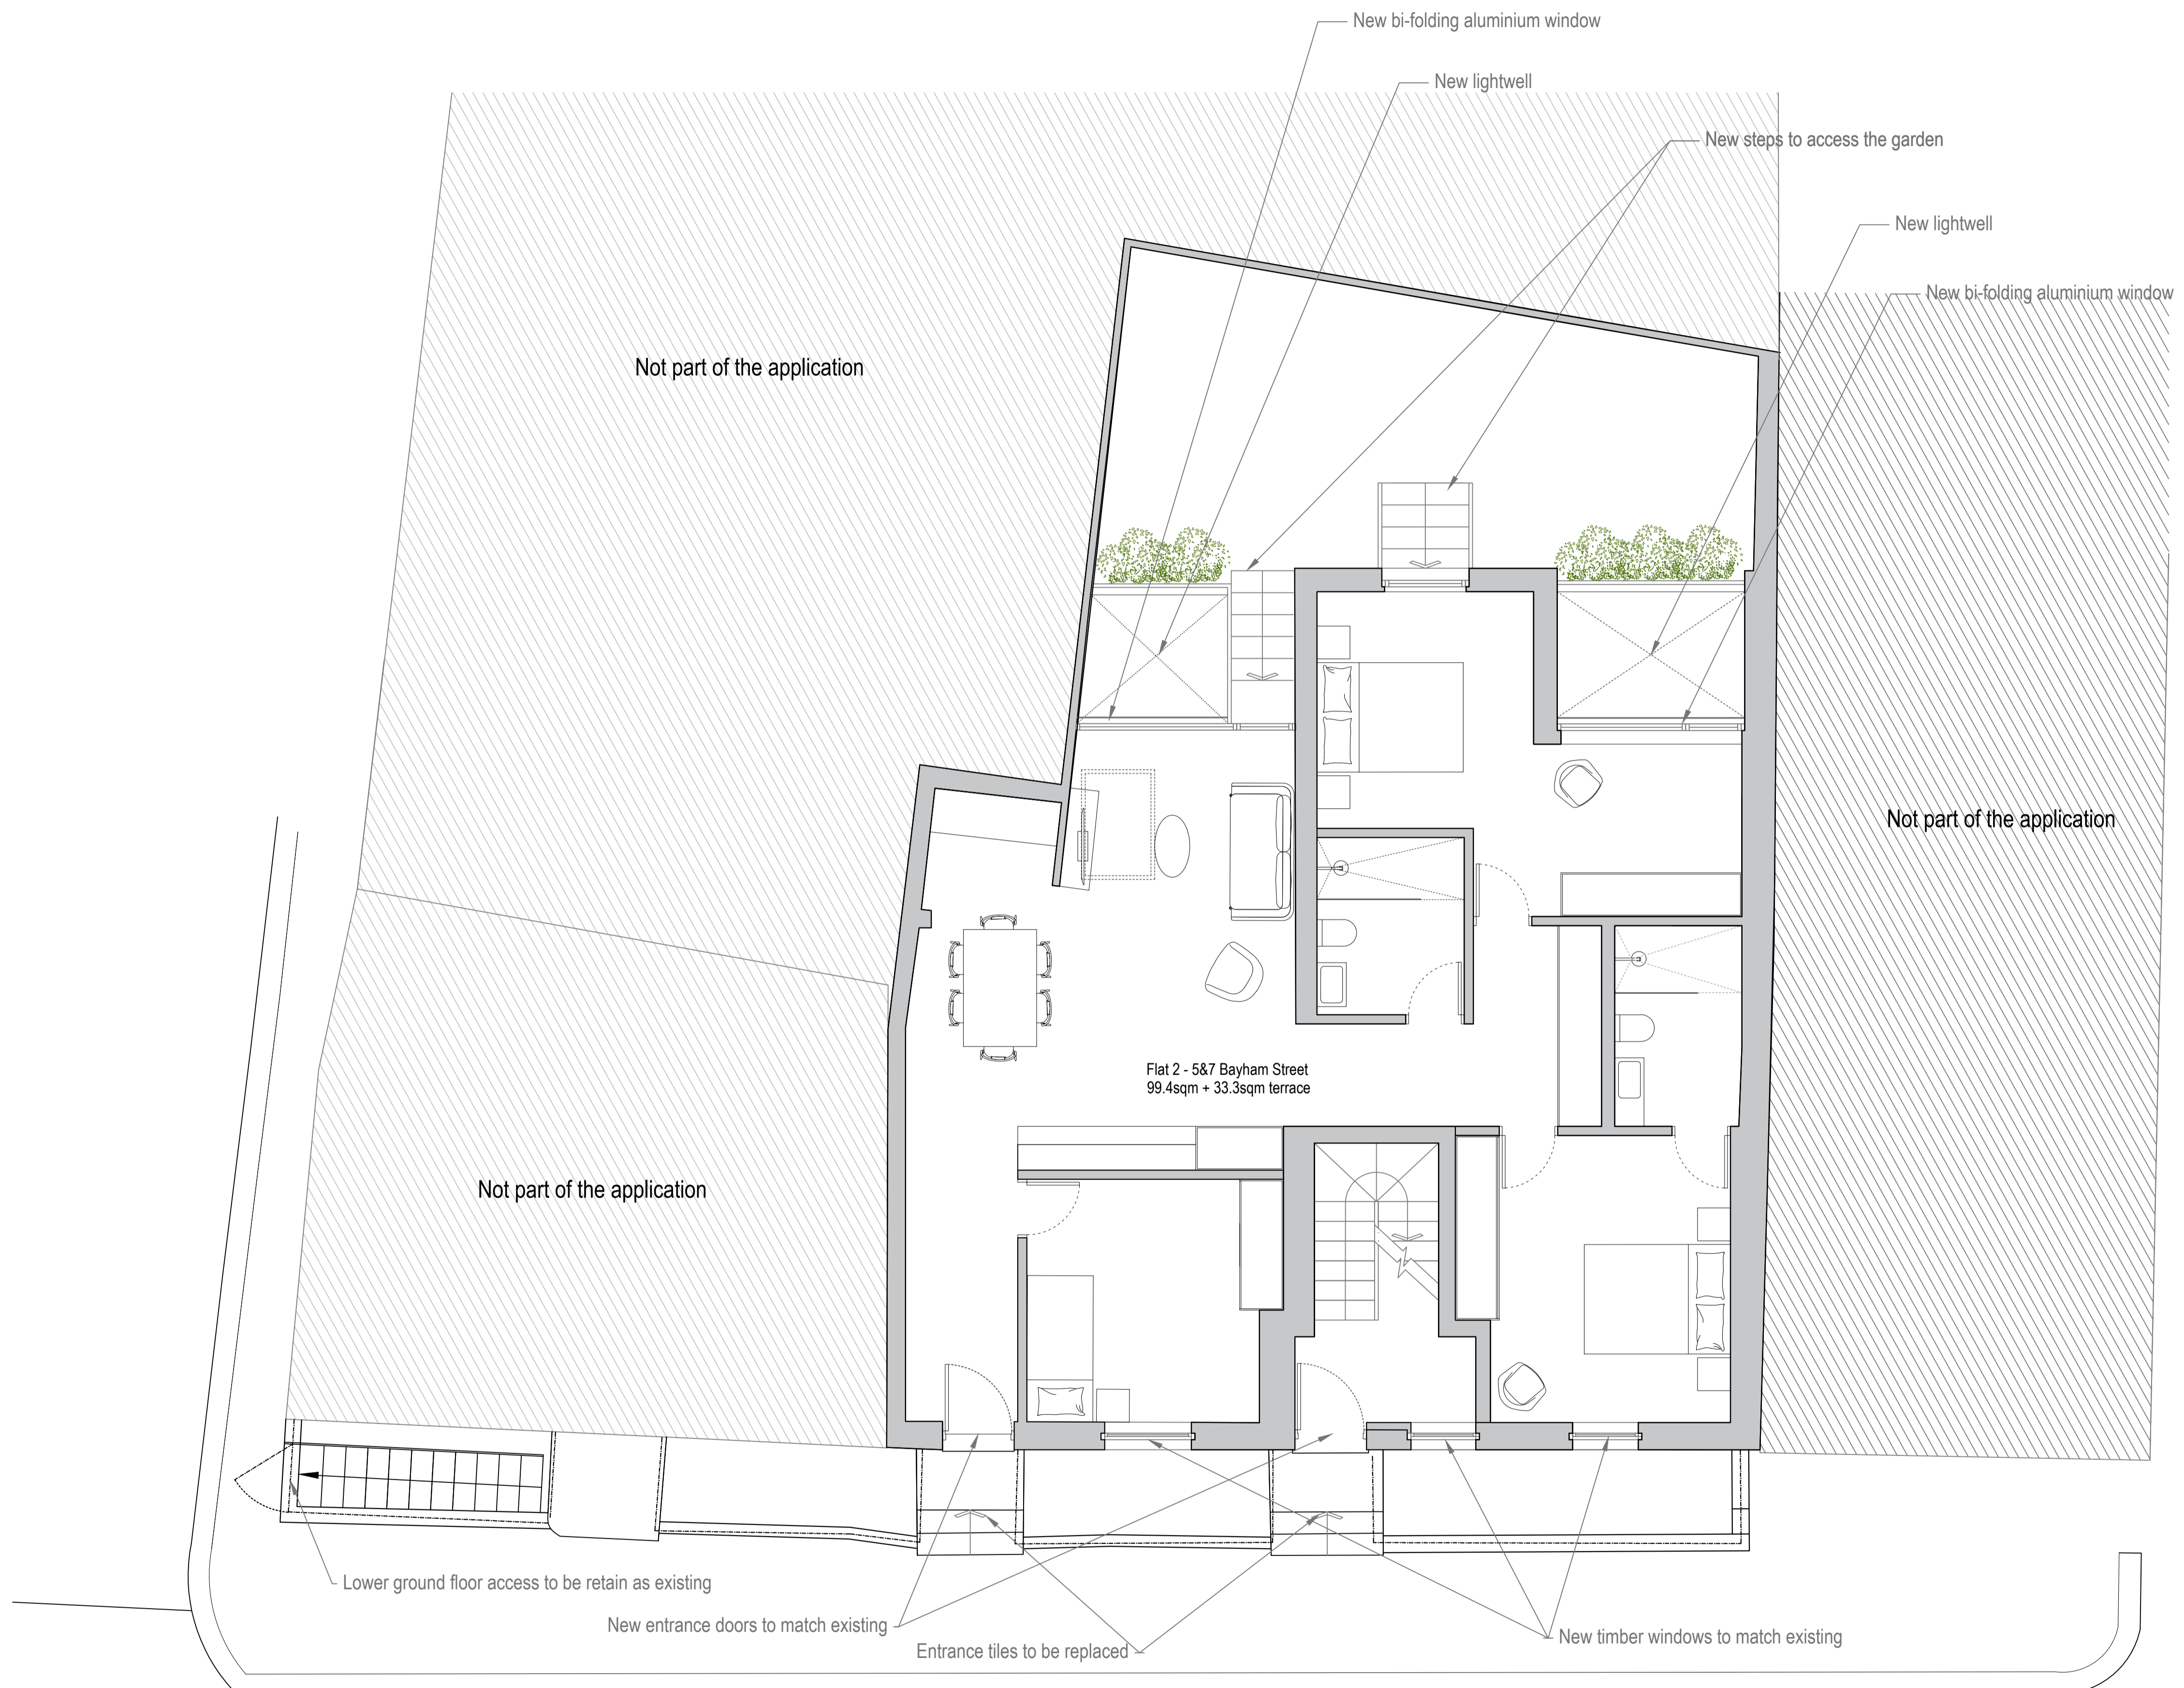 New bi-folding aluminium window
New lightwell
New steps to access the garden
New lightwell
New bi-folding aluminium window
Not part of the application
Not part of the application
Flat 2 - 5&7 Bayham Street
99.4sqm + 33.3sqm terrace
Not part of the application
Lower ground floor access to be retain as existing
New entrance doors to match existing
Entrance tiles to be replaced
New timber windows to match existing